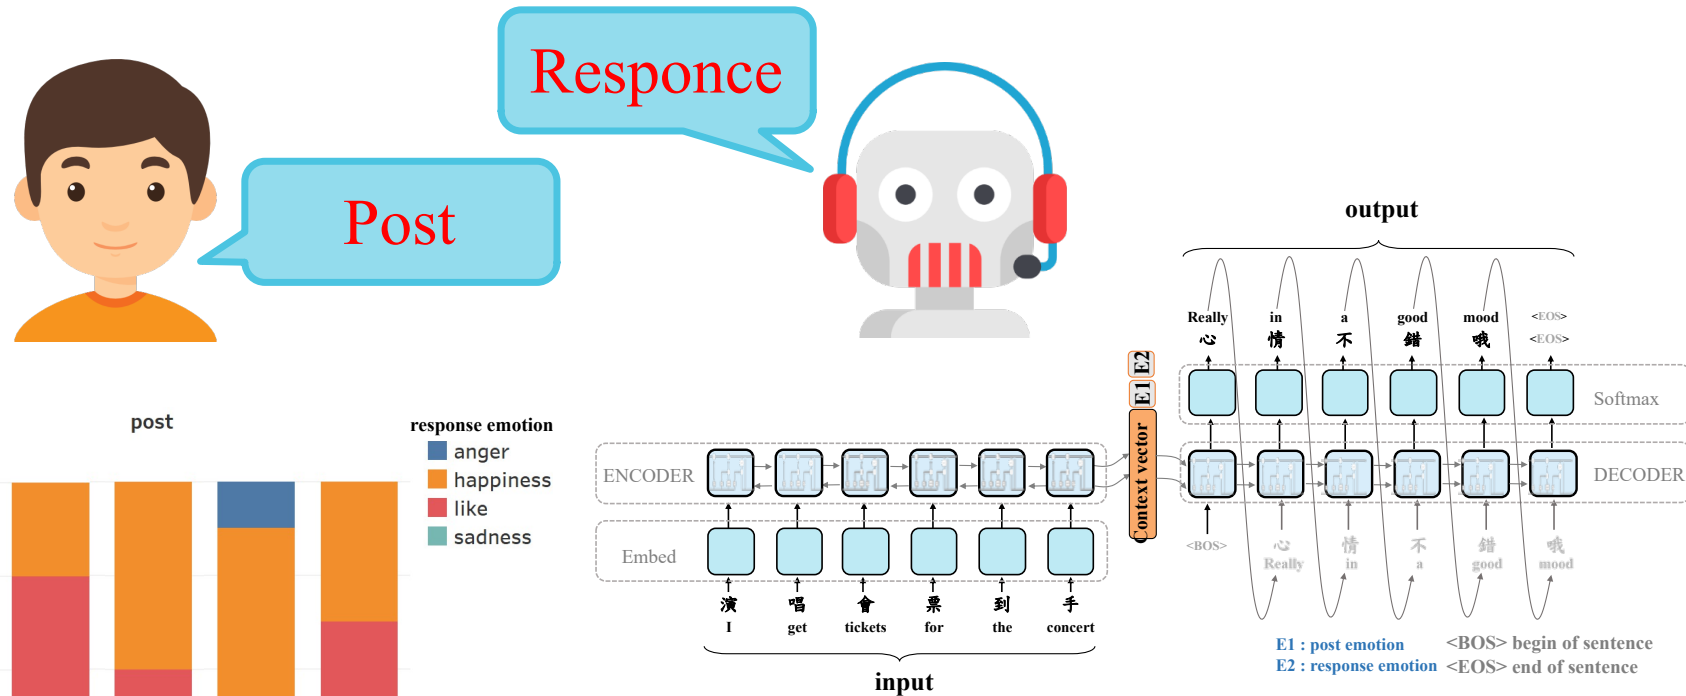 Responce
Post
post
response emotion
anger
happiness
like
sadness
output
Really in a good mood <EOS>
心 情 不 錯 哦 <EOS>
Softmax
E2
E1
Context vector
ENCODER
DECODER
Embed
<BOS> 心 情 不 錯 哦
Really in a good mood
演 唱 會 票 到 手
I get tickets for the concert
input
E1 : post emotion <BOS> begin of sentence
E2 : response emotion <EOS> end of sentence